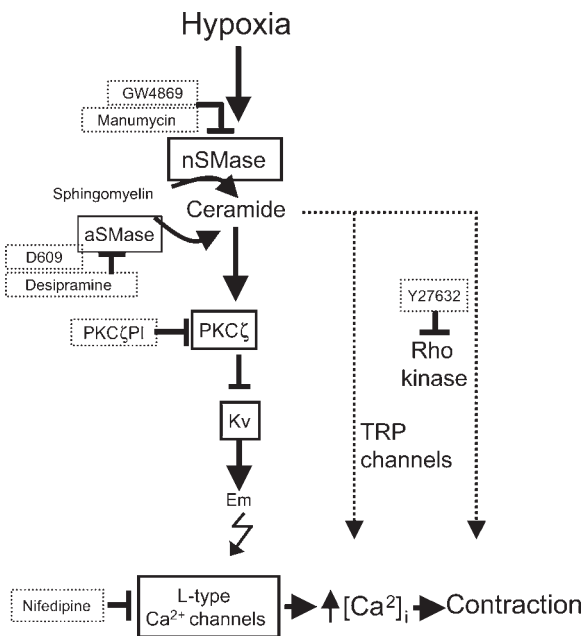 Hypoxia
GW4869
Manumycin
nSMase
Sphingomyelin
Ceramide
aSMase
D609
Desipramine
Y27632
PKCζPI
PKCζ
Rho
kinase
Kv
TRP
channels
Em
Nifedipine
L-type
Ca2+ channels
[Ca2]i
Contraction